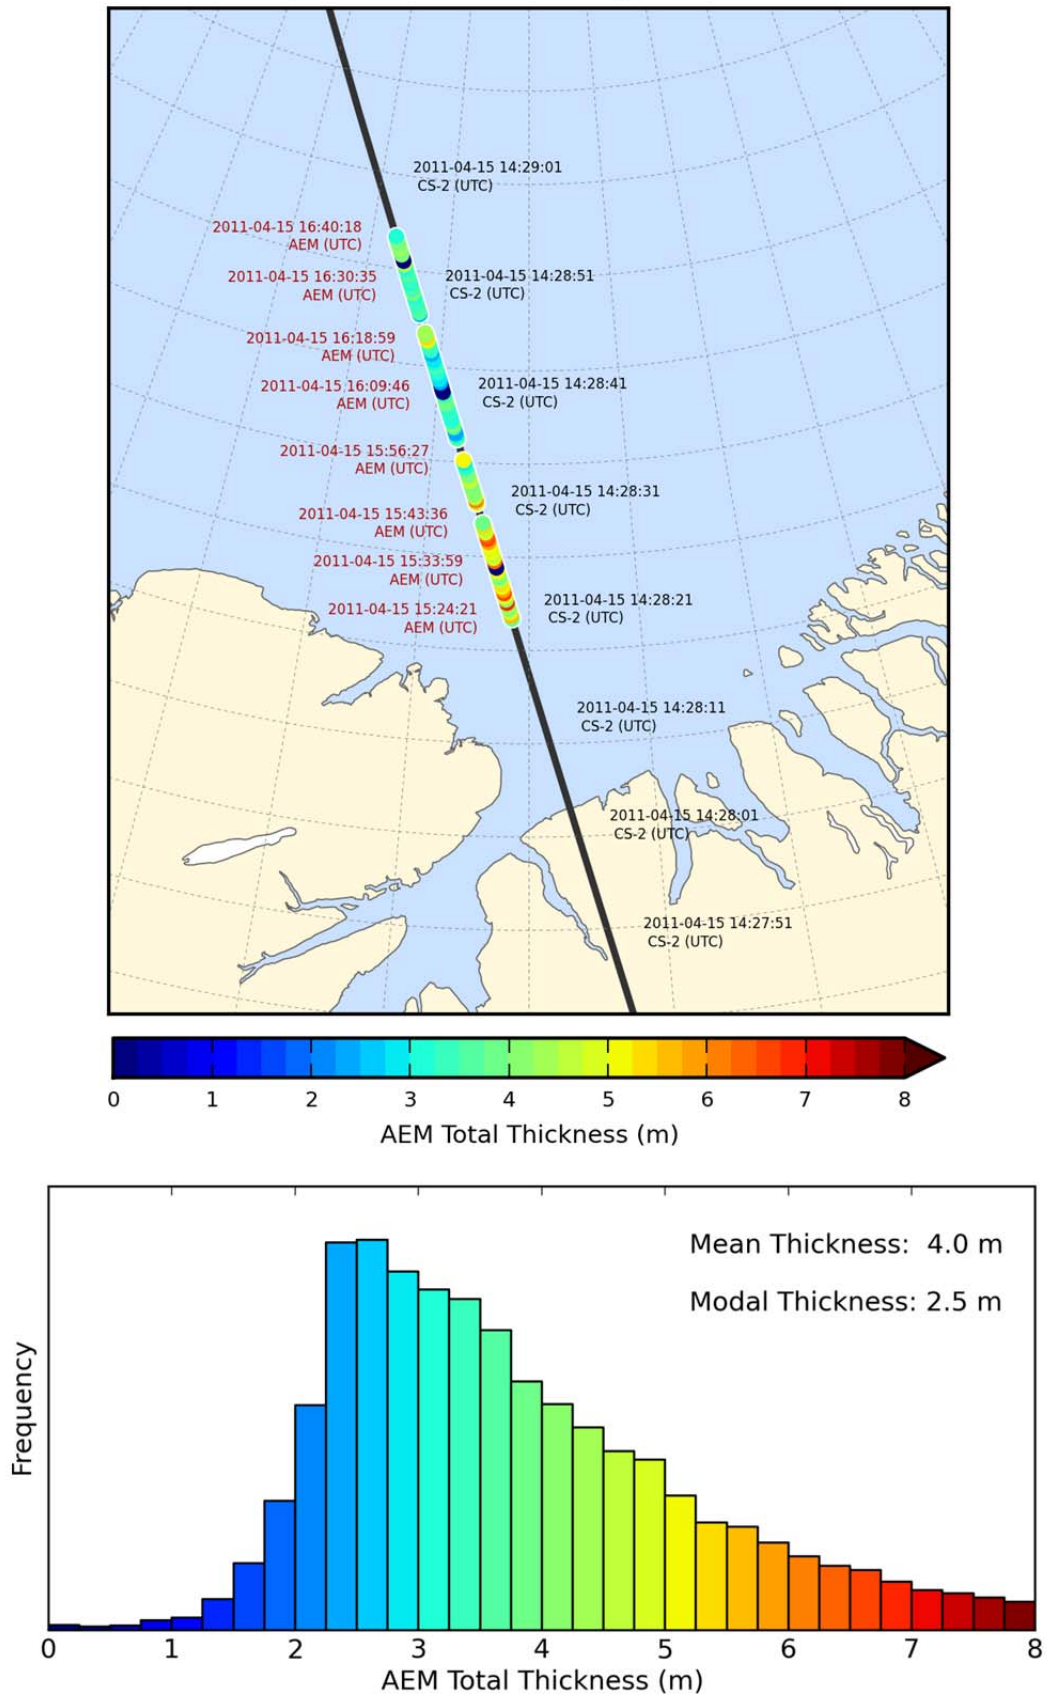 2011-04-15 14:29:01
CS-2 (UTC)
2011-04-15 16:40:18
AEM (UTC)
2011-04-15 16:30:35
AEM (UTC)
2011-04-15 14:28:51
CS-2 (UTC)
2011-04-15 16:18:59
AEM (UTC)
2011-04-15 16:09:46
AEM (UTC)
2011-04-15 14:28:41
CS-2 (UTC)
2011-04-15 15:56:27
AEM (UTC)
2011-04-15 14:28:31
CS-2 (UTC)
2011-04-15 15:43:36
AEM (UTC)
2011-04-15 15:33:59
AEM (UTC)
2011-04-15 14:28:21
CS-2 (UTC)
2011-04-15 15:24:21
AEM (UTC)
2011-04-15 14:28:11
CS-2 (UTC)
2011-04-15 14:28:01
CS-2 (UTC)
2011-04-15 14:27:51
CS-2 (UTC)
0 1 2 3 4 5 6 7 8
AEM Total Thickness (m)
Mean Thickness: 4.0 m
Modal Thickness: 2.5 m
Frequency
0 1 2 3 4 5 6 7 8
AEM Total Thickness (m)